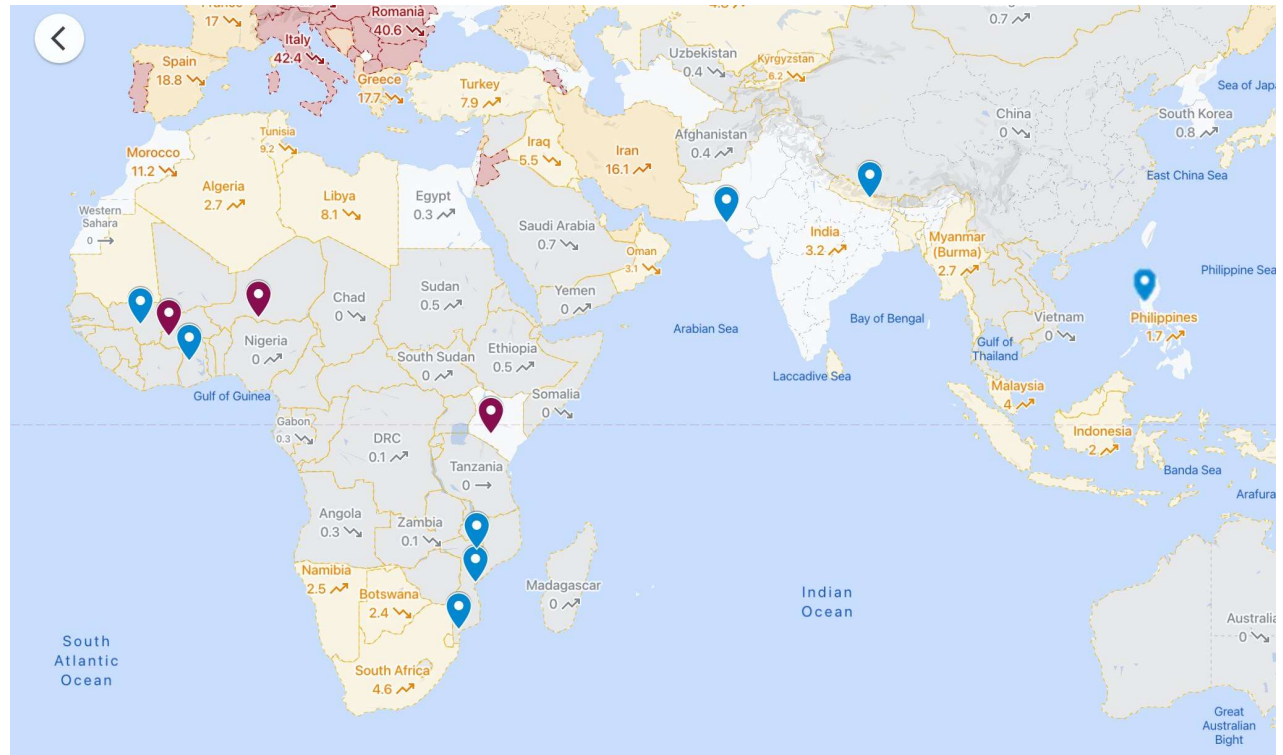 Romania
40.6
0.7
17
Italy
42.4
Uzbekistan
0.4
Kyrgyzstan
6.2
Spain
18.8
Greece
17.7
Turkey
7.9
Sea of Japa
China
0
South Korea
0.8
Tunisia
9.2
Afghanistan
0.4
Iraq
5.5
Iran
16.1
Morocco
11.2
East China Sea
Algeria
2.7
Libya
8.1
Egypt
0.3
Western
Sahara
0
Saudi Arabia
0.7
India
3.2
Myanmar
(Burma)
2.7
Oman
3.1
Philippine Sea
Sudan
0.5
Yemen
0
Chad
0
Arabian Sea
Bay of Bengal
Vietnam
0
Philippines
1.7
Nigeria
0
Gulf of
Thailand
South Sudan
0
Ethiopia
0.5
Laccadive Sea
Malaysia
4
Gulf of Guinea
Somalia
0
Gabon
0.3
DRC
0.1
Indonesia
2
Tanzania
0
Banda Sea
Arafura
Angola
0.3
Zambia
0.1
Namibia
2.5
Botswana
2.4
Madagascar
0
Indian
Ocean
Australia
0
South
Atlantic
Ocean
South Africa
4.6
Great
Australian
Bight